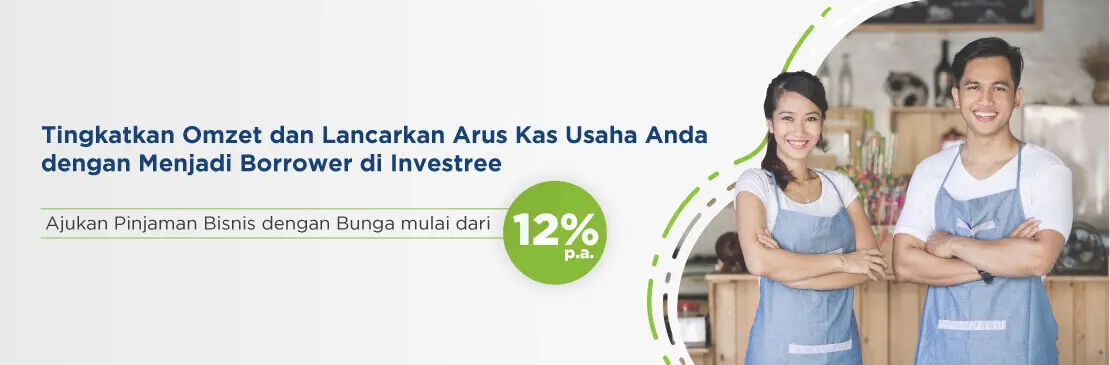 Tingkatkan Omzet dan Lancarkan Arus Kas Usaha Anda
dengan Menjadi Borrower di Investree
Ajukan Pinjaman Bisnis dengan Bunga mulai dari
12%
p.a.